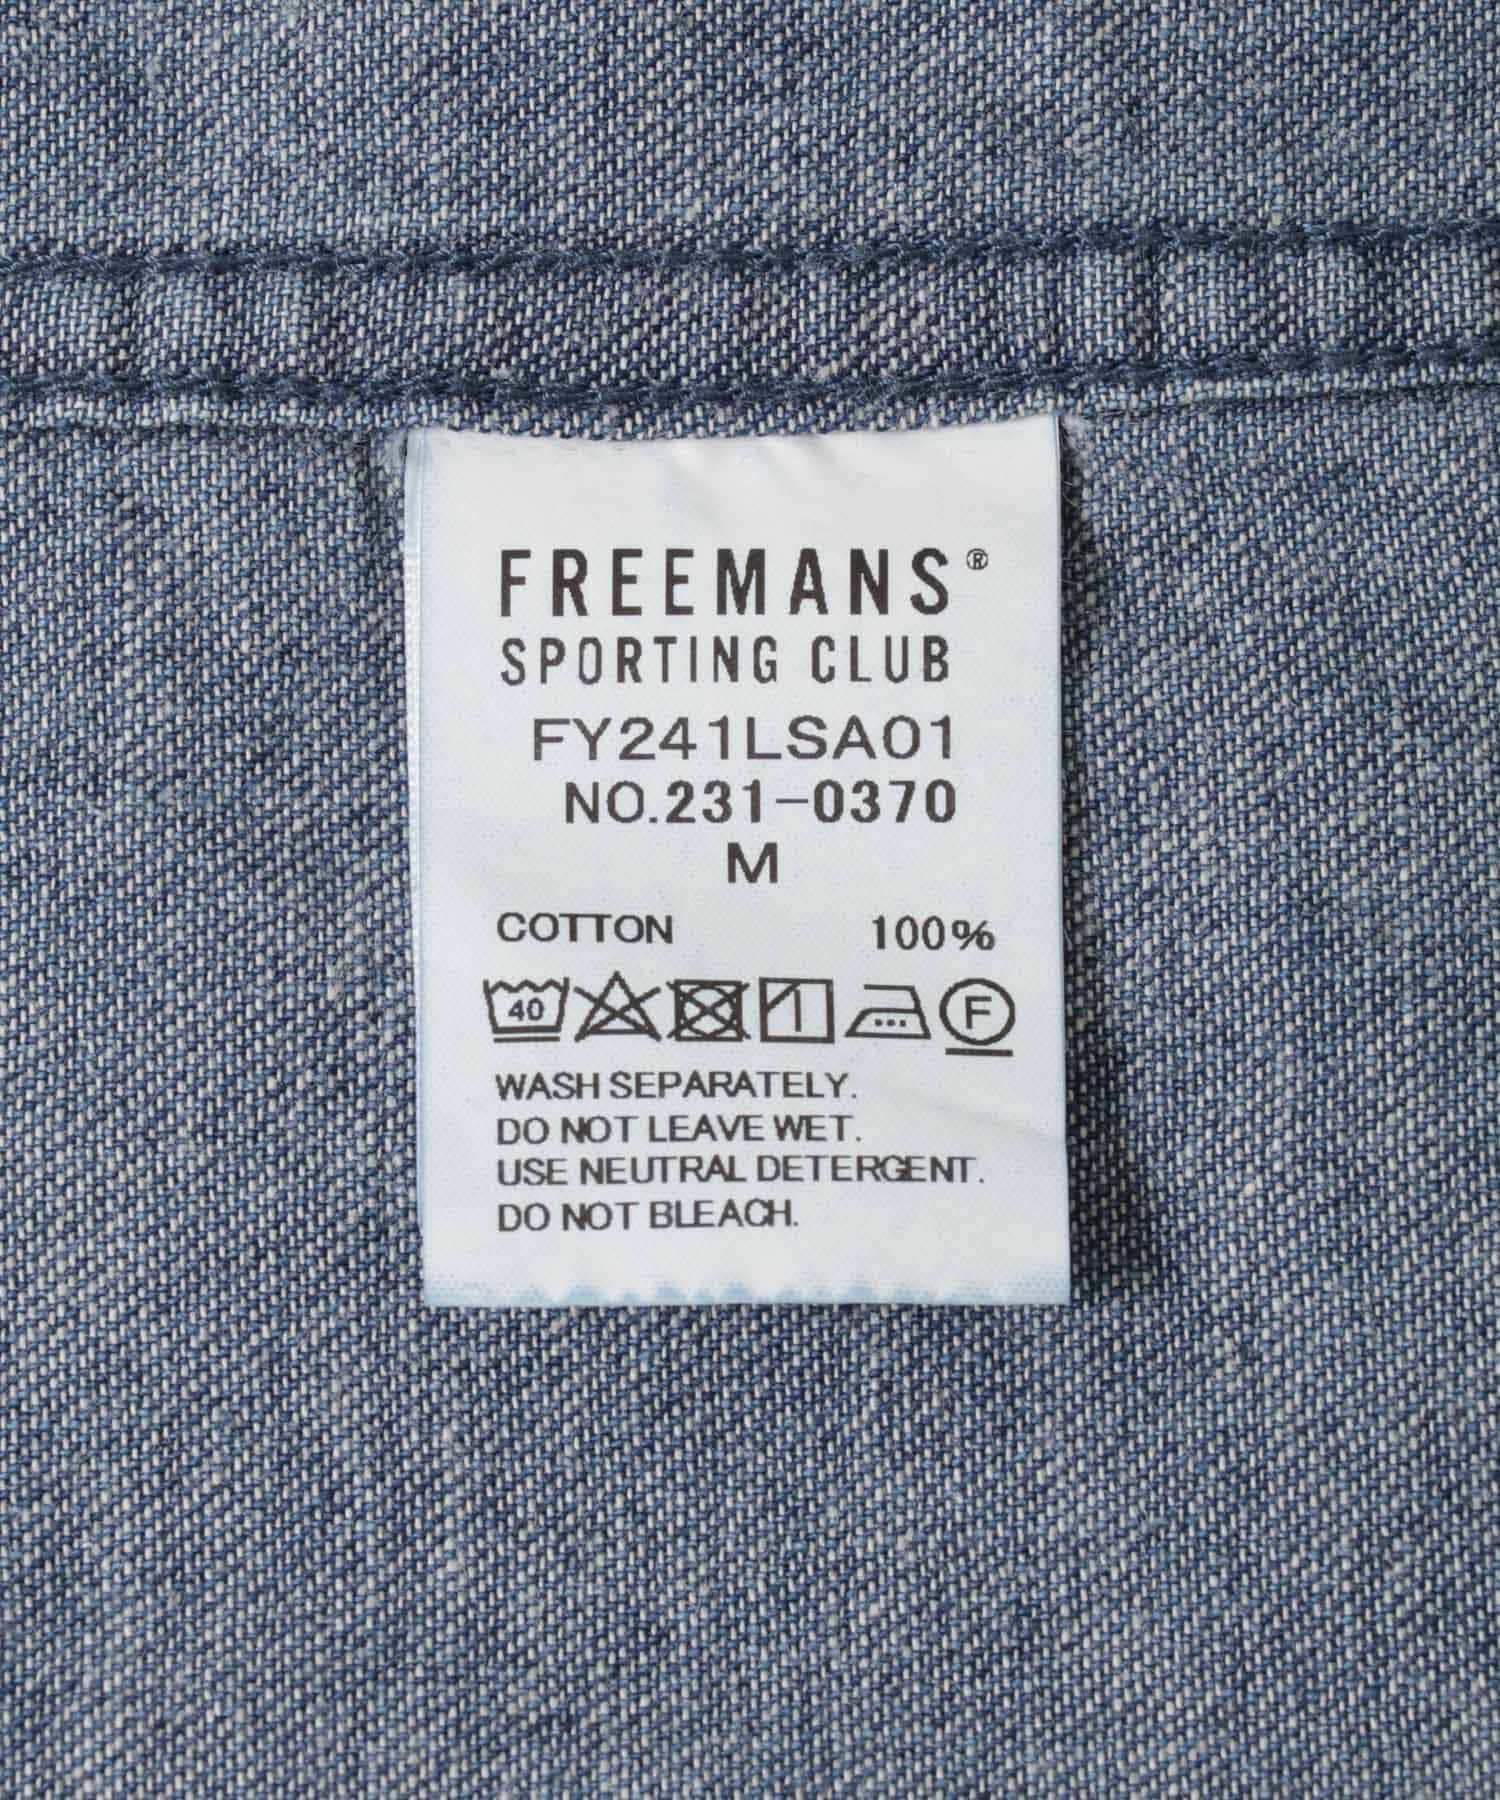 FREEMANS®
SPORTING CLUB
FY241LSA01
NO.231-0370
M
COTTON 100%
40 F
WASH SEPARATELY.
DO NOT LEAVE WET.
USE NEUTRAL DETERGENT.
DO NOT BLEACH.